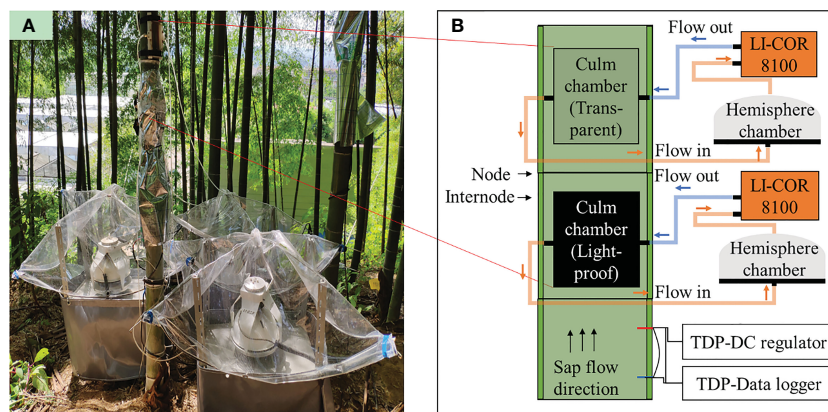 A
B
Flow out
LI-COR
8100
Culm
chamber
(Trans-
parent)
Hemisphere
chamber
Flow in
Node
Flow out
Internode
LI-COR
8100
Culm
chamber
(Light-
proof)
Hemisphere
chamber
Flow in
Sap flow
direction
TDP-DC regulator
TDP-Data logger